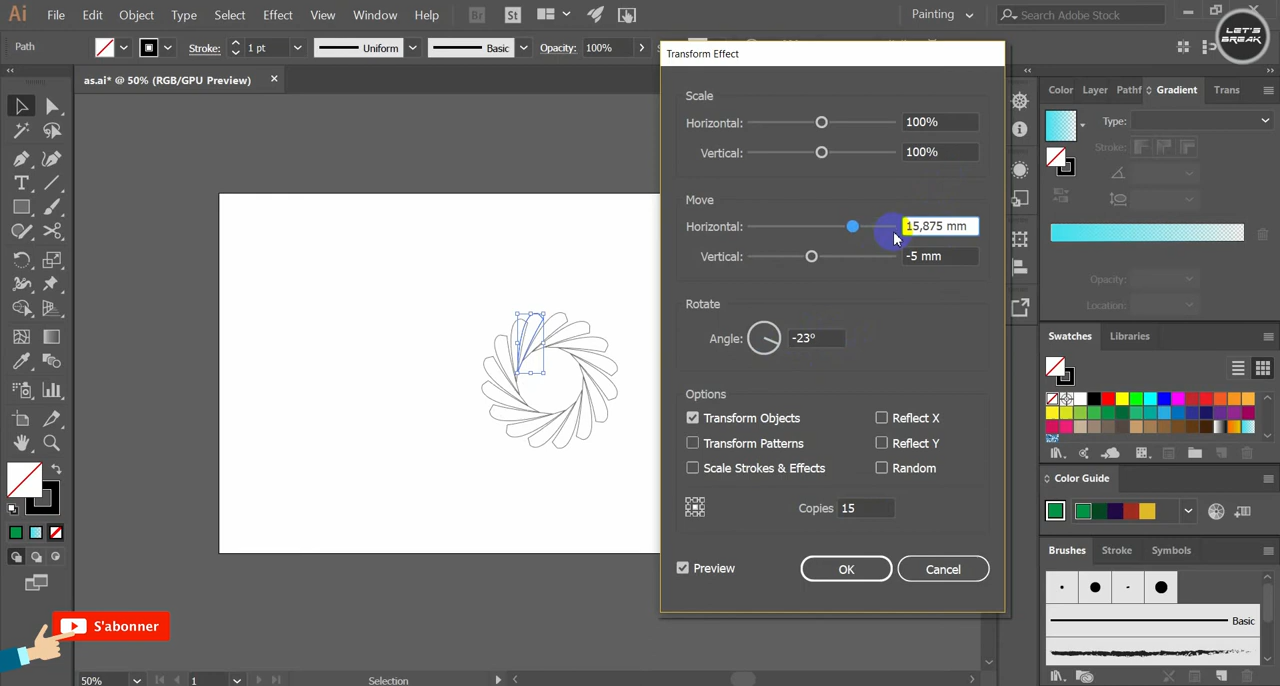 Ai File Edit Object Type Select Effect View Window Help Br St Painting Search Adobe Stock
LET'S BREAK
Path Stroke: 1 pt Uniform Basic Opacity: 100%
as.ai* @ 50% (RGB/GPU Preview)
Transform Effect
Scale
Horizontal: 100%
Vertical: 100%
Move
Horizontal: 15,875 mm
Vertical: -5 mm
Rotate
Angle: -23º
Options
Transform Objects
Reflect X
Transform Patterns
Reflect Y
Scale Strokes & Effects
Random
Copies 15
Preview
OK
Cancel
Color Layer Pathf Gradient Trans
Type:
Stroke:
Opacity:
Location:
Swatches Libraries
Color Guide
Brushes Stroke Symbols
Basic
S'abonner
50% 1 Selection